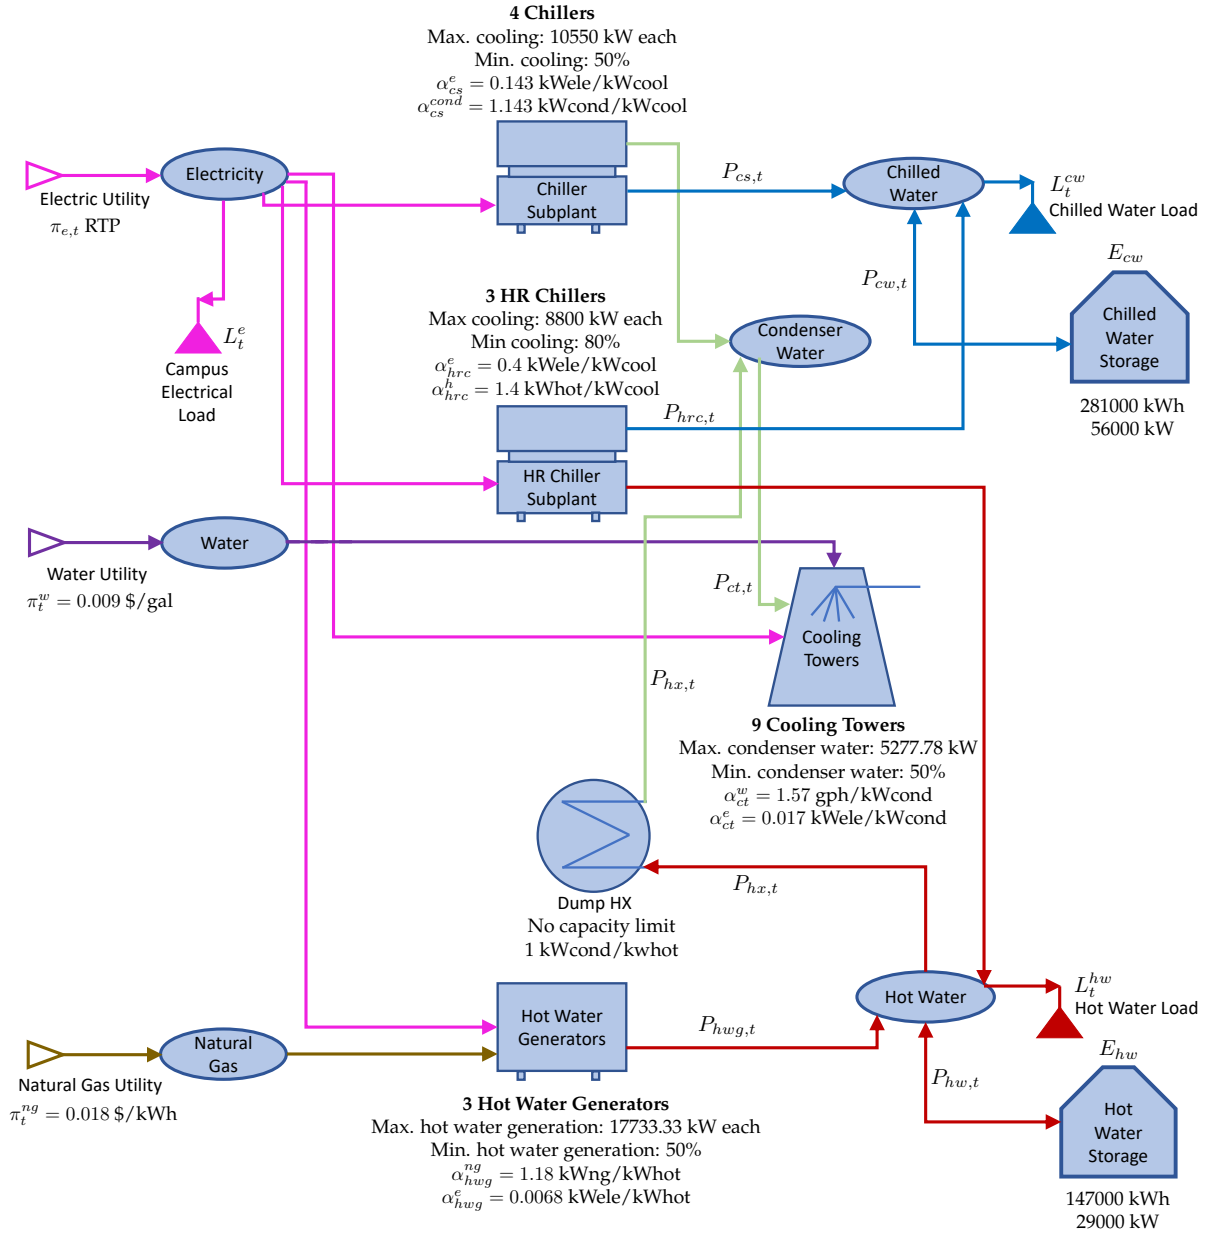 4 Chillers
Max. cooling: 10550 kW each
Min. cooling: 50%
α^e_cs = 0.143 kWele/kWcool
α^cond_cs = 1.143 kWcond/kWcool
Electricity
Electric Utility
π_e,t RTP
Chiller
Subplant
P_cs,t
Chilled
Water
L^cw_t
Chilled Water Load
L^e_t
Campus
Electrical
Load
3 HR Chillers
Max cooling: 8800 kW each
Min cooling: 80%
α^e_hrc = 0.4 kWele/kWcool
α^h_hrc = 1.4 kWhot/kWcool
Condenser
Water
P_cw,t
E_cw
Chilled
Water
Storage
281000 kWh
56000 kW
P_hrc,t
HR Chiller
Subplant
Water
Water Utility
π^w_t = 0.009 $/gal
P_ct,t
Cooling
Towers
P_hx,t
9 Cooling Towers
Max. condenser water: 5277.78 kW
Min. condenser water: 50%
α^w_ct = 1.57 gph/kWcond
α^e_ct = 0.017 kWele/kWcond
Dump HX
No capacity limit
1 kWcond/kwhot
P_hx,t
Hot Water
L^hw_t
Hot Water Load
Hot Water
Generators
P_hwg,t
Natural
Gas
Natural Gas Utility
π^ng_t = 0.018 $/kWh
3 Hot Water Generators
Max. hot water generation: 17733.33 kW each
Min. hot water generation: 50%
α^ng_hwg = 1.18 kWng/kWhot
α^e_hwg = 0.0068 kWele/kWhot
P_hw,t
E_hw
Hot
Water
Storage
147000 kWh
29000 kW